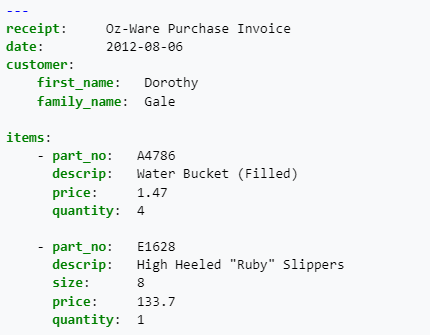 ---
receipt:     Oz-Ware Purchase Invoice
date:        2012-08-06
customer:
    first_name:   Dorothy
    family_name:  Gale

items:
    - part_no:   A4786
      descrip:   Water Bucket (Filled)
      price:     1.47
      quantity:  4

    - part_no:   E1628
      descrip:   High Heeled "Ruby" Slippers
      size:      8
      price:     133.7
      quantity:  1